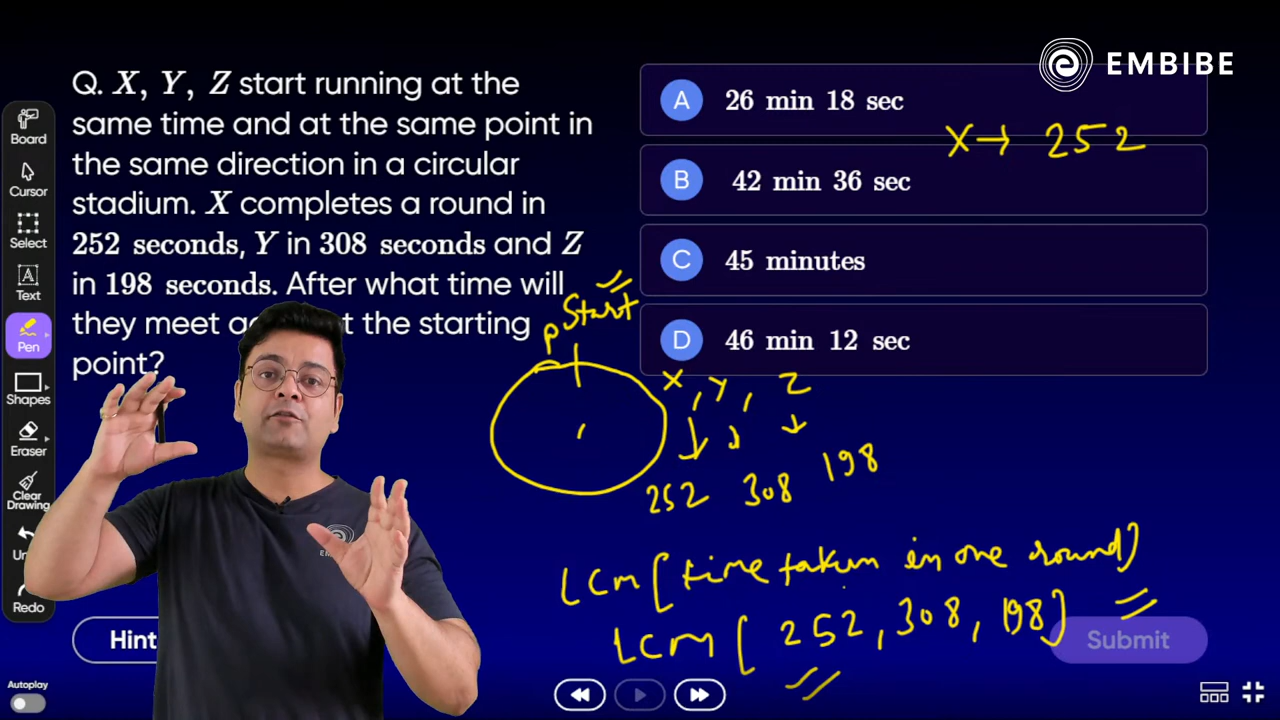 EMBIBE
Q. X, Y, Z start running at the
same time and at the same point in
the same direction in a circular
stadium. X completes a round in
252 seconds, Y in 308 seconds and Z
in 198 seconds. After what time will
they meet ag t the starting
point?
A 26 min 18 sec
B 42 min 36 sec
C 45 minutes
D 46 min 12 sec
X → 252
Start
P
X, Y, Z
252 308 198
LCM [time taken in one round]
LCM [252, 308, 198]
Board
Cursor
Select
Text
Pen
Shapes
Eraser
Clear
Drawing
Un
Redo
Hint
Submit
Autoplay